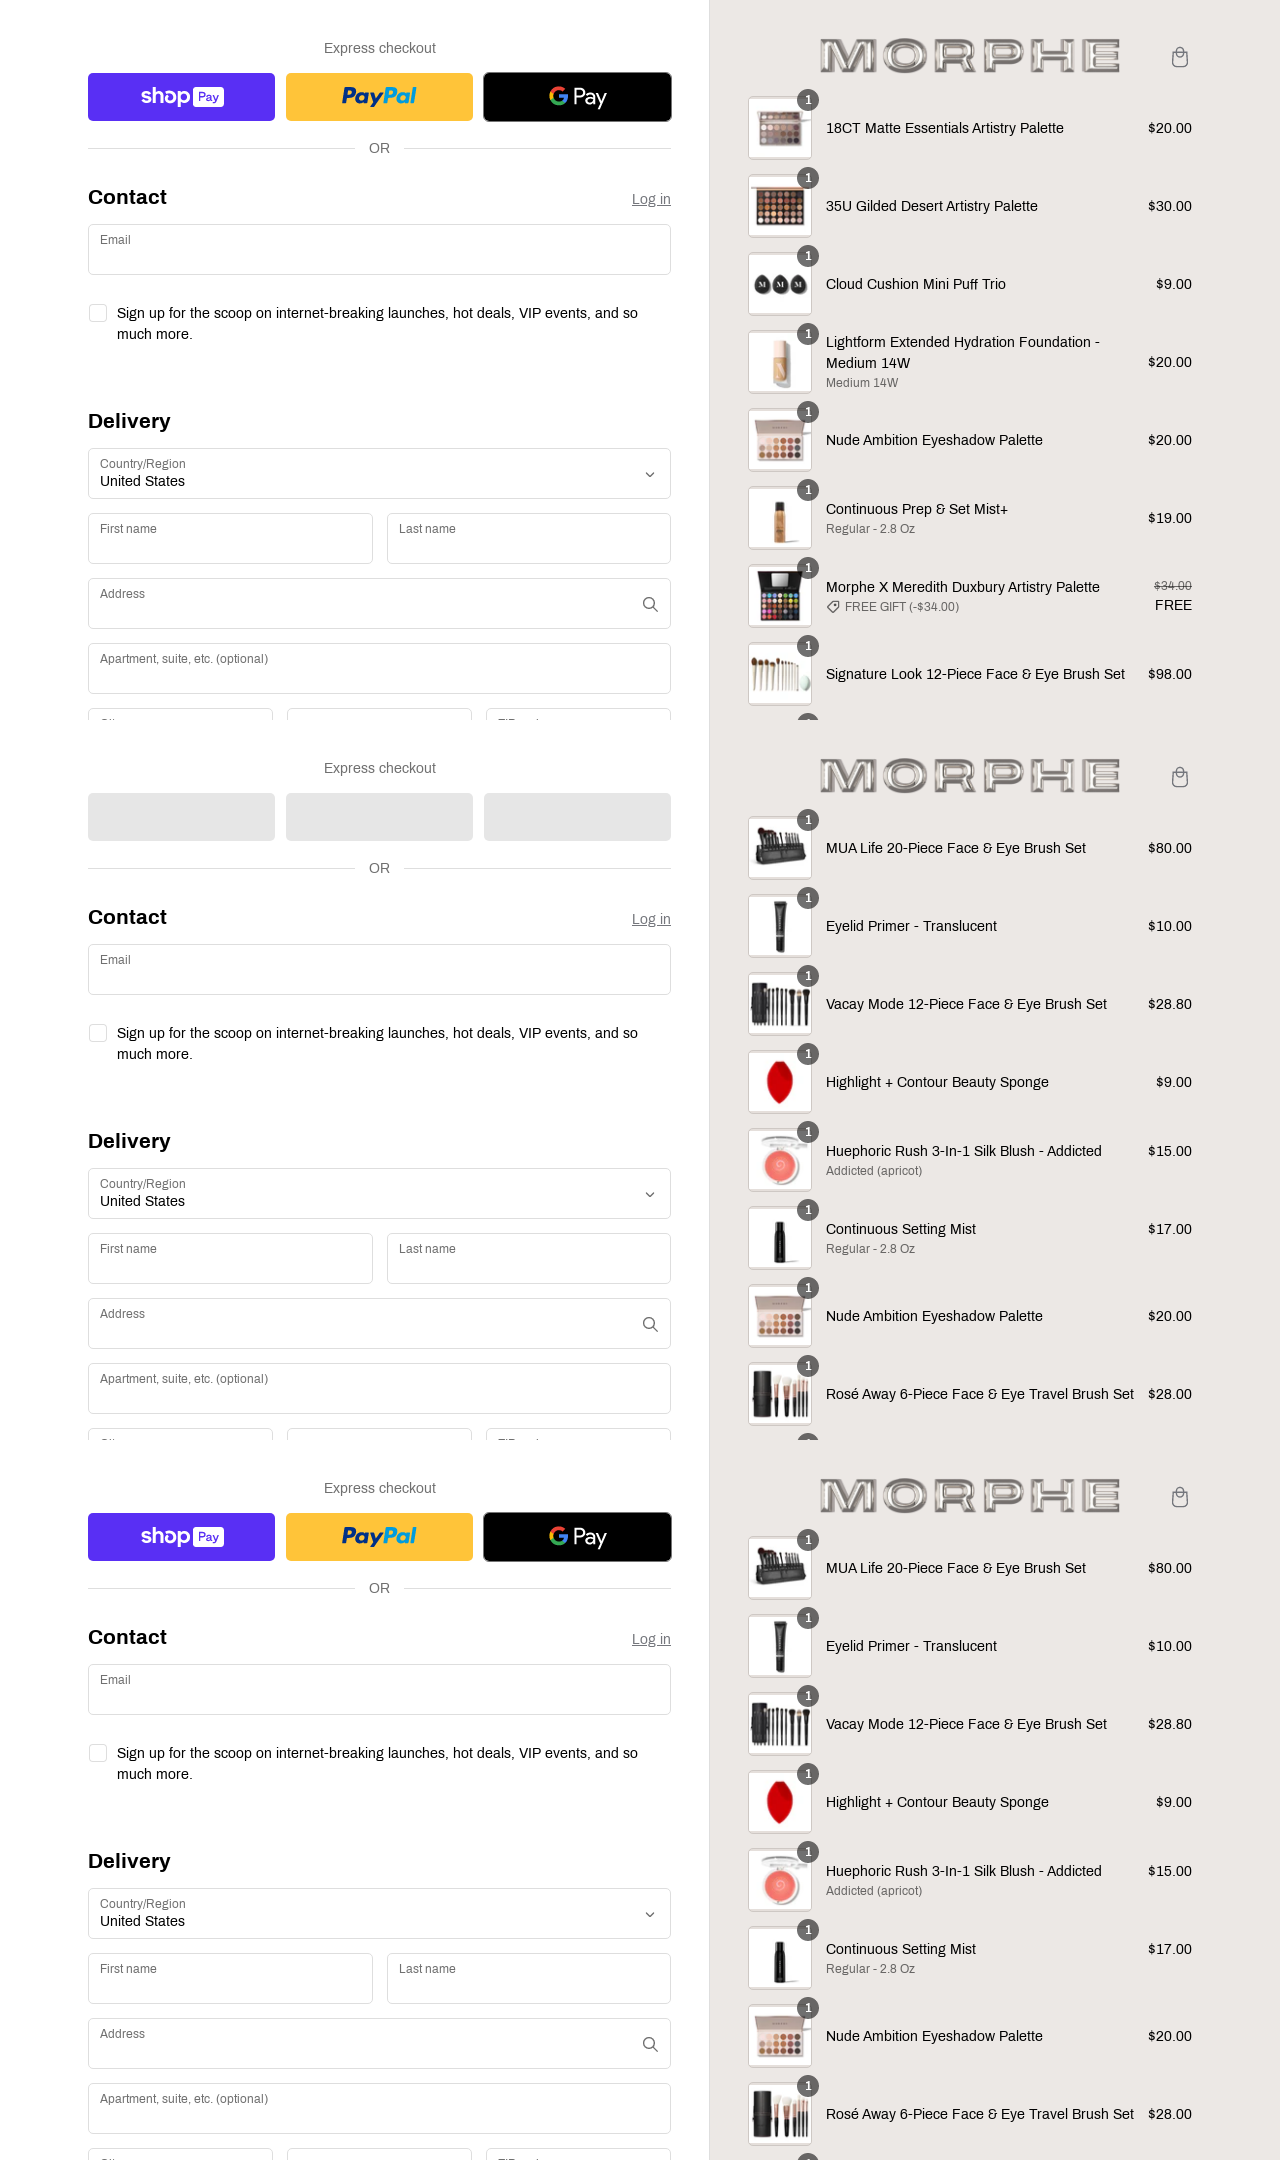 Express checkout
shop Pay
PayPal
G Pay
OR
Contact
Log in
Email
Sign up for the scoop on internet-breaking launches, hot deals, VIP events, and so
much more.
Delivery
Country/Region
United States
First name
Last name
Address
Apartment, suite, etc. (optional)
MORPHE
1
18CT Matte Essentials Artistry Palette
$20.00
1
35U Gilded Desert Artistry Palette
$30.00
1
Cloud Cushion Mini Puff Trio
$9.00
1
Lightform Extended Hydration Foundation -
Medium 14W
Medium 14W
$20.00
1
Nude Ambition Eyeshadow Palette
$20.00
1
Continuous Prep & Set Mist+
Regular - 2.8 Oz
$19.00
1
Morphe X Meredith Duxbury Artistry Palette
FREE GIFT (-$34.00)
$34.00
FREE
1
Signature Look 12-Piece Face & Eye Brush Set
$98.00
Express checkout
OR
Contact
Log in
Email
Sign up for the scoop on internet-breaking launches, hot deals, VIP events, and so
much more.
Delivery
Country/Region
United States
First name
Last name
Address
Apartment, suite, etc. (optional)
MORPHE
1
MUA Life 20-Piece Face & Eye Brush Set
$80.00
1
Eyelid Primer - Translucent
$10.00
1
Vacay Mode 12-Piece Face & Eye Brush Set
$28.80
1
Highlight + Contour Beauty Sponge
$9.00
1
Huephoric Rush 3-In-1 Silk Blush - Addicted
Addicted (apricot)
$15.00
1
Continuous Setting Mist
Regular - 2.8 Oz
$17.00
1
Nude Ambition Eyeshadow Palette
$20.00
1
Rosé Away 6-Piece Face & Eye Travel Brush Set
$28.00
Express checkout
shop Pay
PayPal
G Pay
OR
Contact
Log in
Email
Sign up for the scoop on internet-breaking launches, hot deals, VIP events, and so
much more.
Delivery
Country/Region
United States
First name
Last name
Address
Apartment, suite, etc. (optional)
MORPHE
1
MUA Life 20-Piece Face & Eye Brush Set
$80.00
1
Eyelid Primer - Translucent
$10.00
1
Vacay Mode 12-Piece Face & Eye Brush Set
$28.80
1
Highlight + Contour Beauty Sponge
$9.00
1
Huephoric Rush 3-In-1 Silk Blush - Addicted
Addicted (apricot)
$15.00
1
Continuous Setting Mist
Regular - 2.8 Oz
$17.00
1
Nude Ambition Eyeshadow Palette
$20.00
1
Rosé Away 6-Piece Face & Eye Travel Brush Set
$28.00